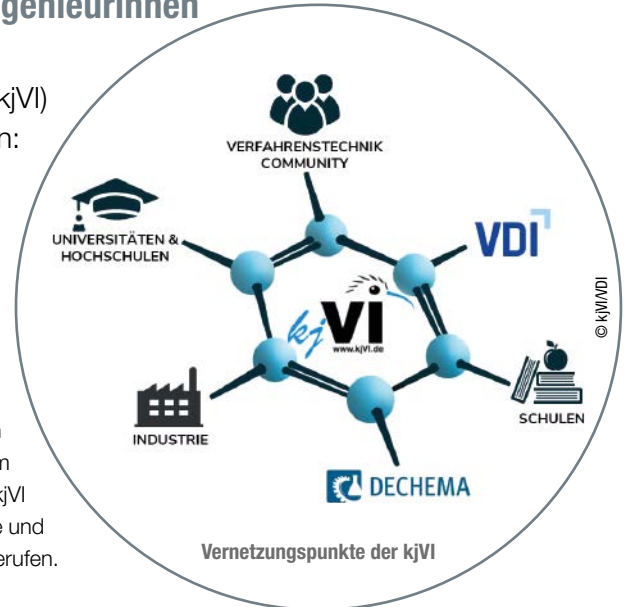 genieurinnen
kjVI)
n:
m
kjVI
e und
erufen.
VERFAHRENSTECHNIK
COMMUNITY
UNIVERSITÄTEN &
HOCHSCHULEN
VDI
kjVI
www.kjVI.de
© kjVI/VDI
SCHULEN
INDUSTRIE
DECHEMA
Vernetzungspunkte der kjVI